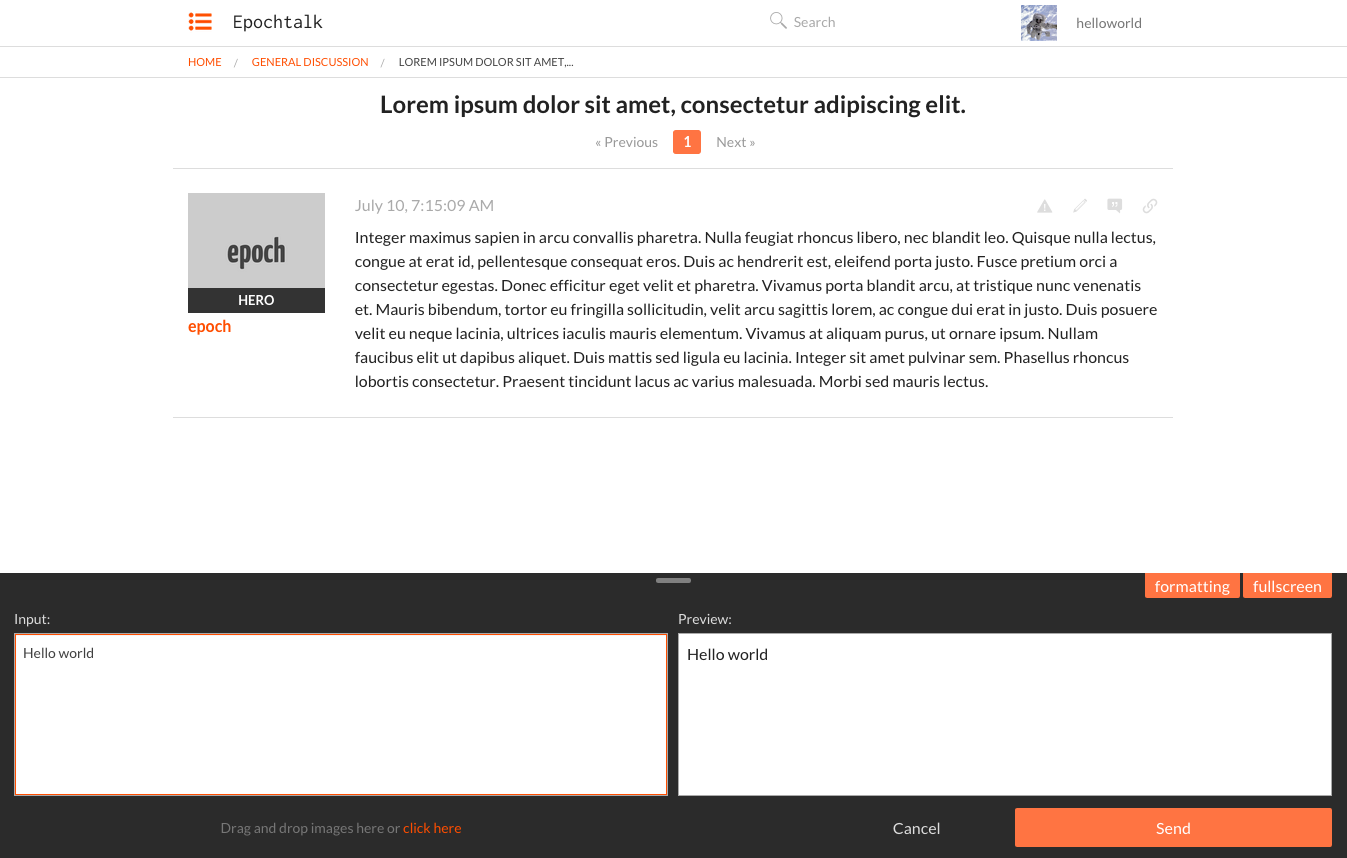 Epochtalk
Search
helloworld
HOME / GENERAL DISCUSSION / LOREM IPSUM DOLOR SIT AMET,...
Lorem ipsum dolor sit amet, consectetur adipiscing elit.
« Previous 1 Next »
epoch
HERO
epoch
July 10, 7:15:09 AM
Integer maximus sapien in arcu convallis pharetra. Nulla feugiat rhoncus libero, nec blandit leo. Quisque nulla lectus,
congue at erat id, pellentesque consequat eros. Duis ac hendrerit est, eleifend porta justo. Fusce pretium orci a
consectetur egestas. Donec efficitur eget velit et pharetra. Vivamus porta blandit arcu, at tristique nunc venenatis
et. Mauris bibendum, tortor eu fringilla sollicitudin, velit arcu sagittis lorem, ac congue dui erat in justo. Duis posuere
velit eu neque lacinia, ultrices iaculis mauris elementum. Vivamus at aliquam purus, ut ornare ipsum. Nullam
faucibus elit ut dapibus aliquet. Duis mattis sed ligula eu lacinia. Integer sit amet pulvinar sem. Phasellus rhoncus
lobortis consectetur. Praesent tincidunt lacus ac varius malesuada. Morbi sed mauris lectus.
formatting fullscreen
Input:
Hello world
Preview:
Hello world
Drag and drop images here or click here
Cancel
Send